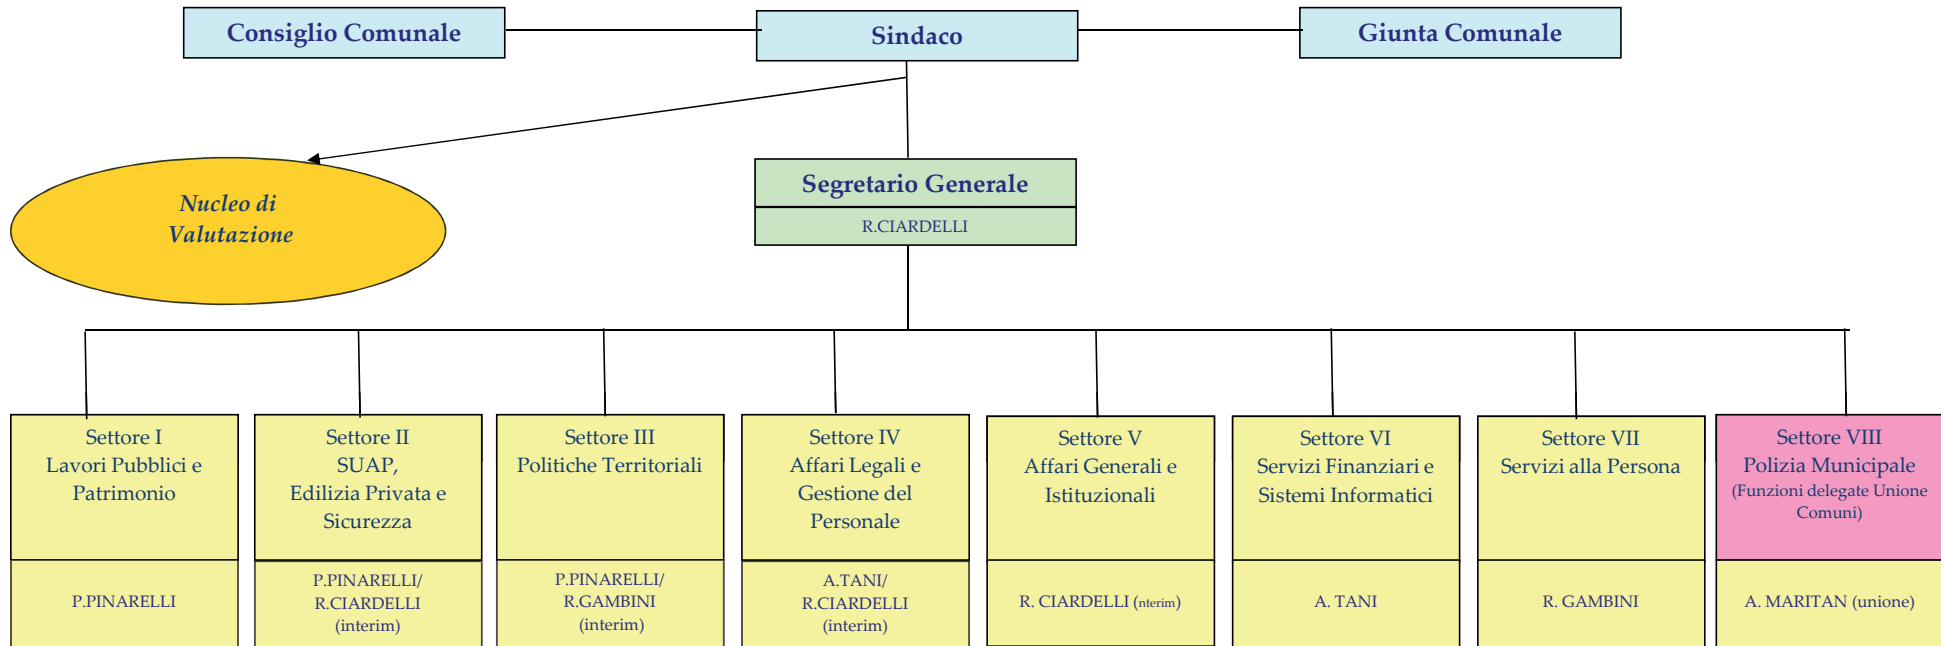 Consiglio Comunale
Sindaco
Giunta Comunale
Nucleo di
Valutazione
Segretario Generale
R.CIARDELLI
Settore I
Lavori Pubblici e
Patrimonio
P.PINARELLI
Settore II
SUAP,
Edilizia Privata e
Sicurezza
P.PINARELLI/
R.CIARDELLI
(interim)
Settore III
Politiche Territoriali
P.PINARELLI/
R.GAMBINI
(interim)
Settore IV
Affari Legali e
Gestione del
Personale
A.TANI/
R.CIARDELLI
(interim)
Settore V
Affari Generali e
Istituzionali
R. CIARDELLI (nterim)
Settore VI
Servizi Finanziari e
Sistemi Informatici
A. TANI
Settore VII
Servizi alla Persona
R. GAMBINI
Settore VIII
Polizia Municipale
(Funzioni delegate Unione
Comuni)
A. MARITAN (unione)